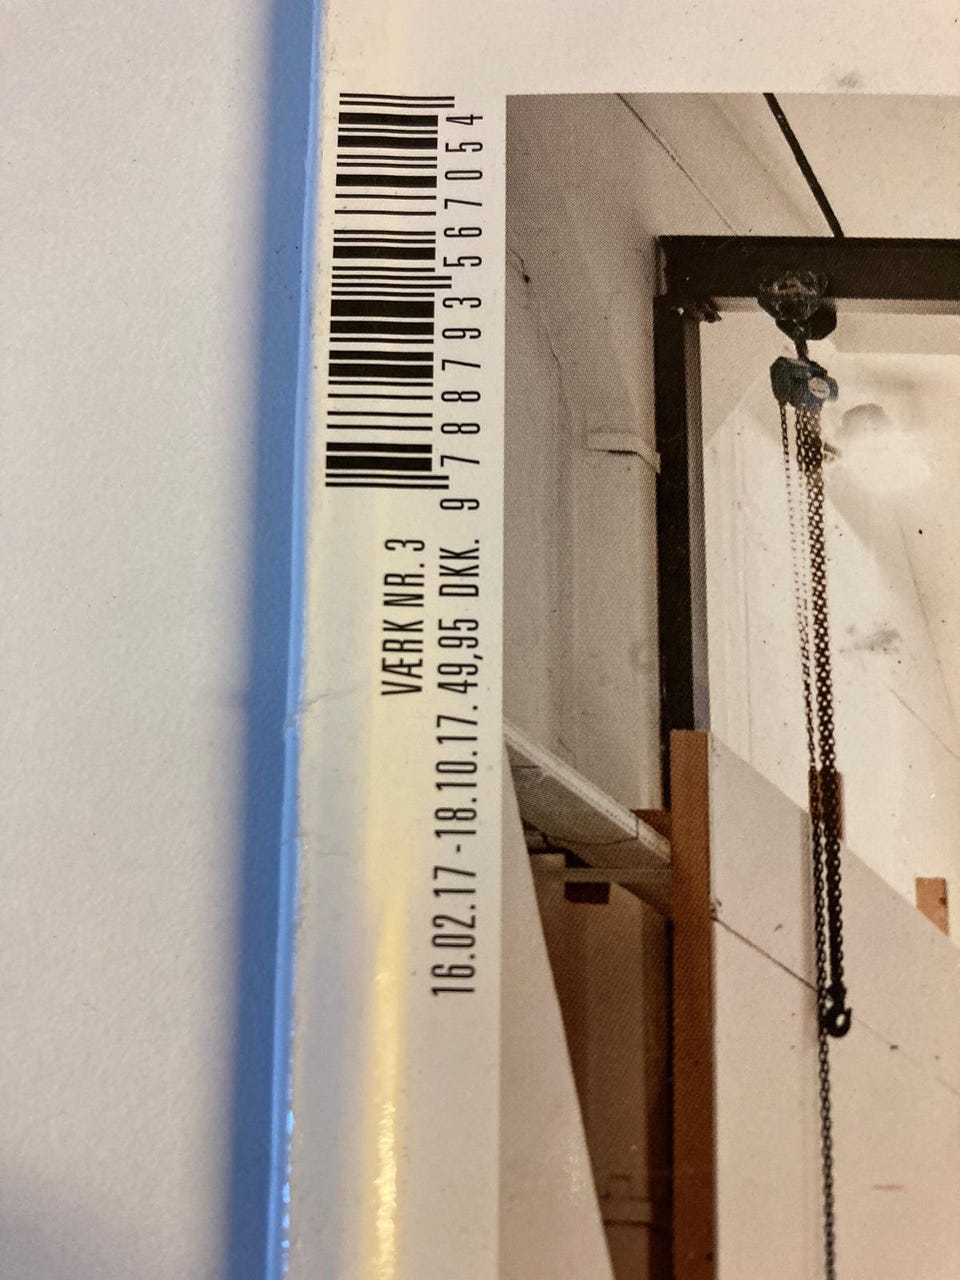 VÆRK NR. 3
16.02.17 -18.10.17. 49,95 DKK.
9 788793 567054